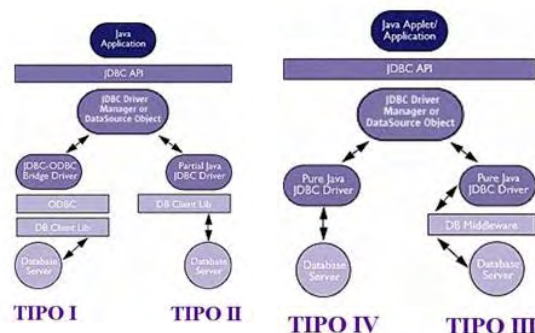 Java
Application
JDBC API
JDBC Driver
Manager or
DataSource Object
JDBC-ODBC
Bridge Driver
Partial Java
JDBC Driver
ODBC
DB Client Lib
DB Client Lib
Database
Server
Database
Server
TIPO I
TIPO II
Java Applet/
Application
JDBC API
JDBC Driver
Manager or
DataSource Object
Pure Java
JDBC Driver
Pure Java
JDBC Driver
DB Middleware
Database
Server
Database
Server
TIPO IV
TIPO III